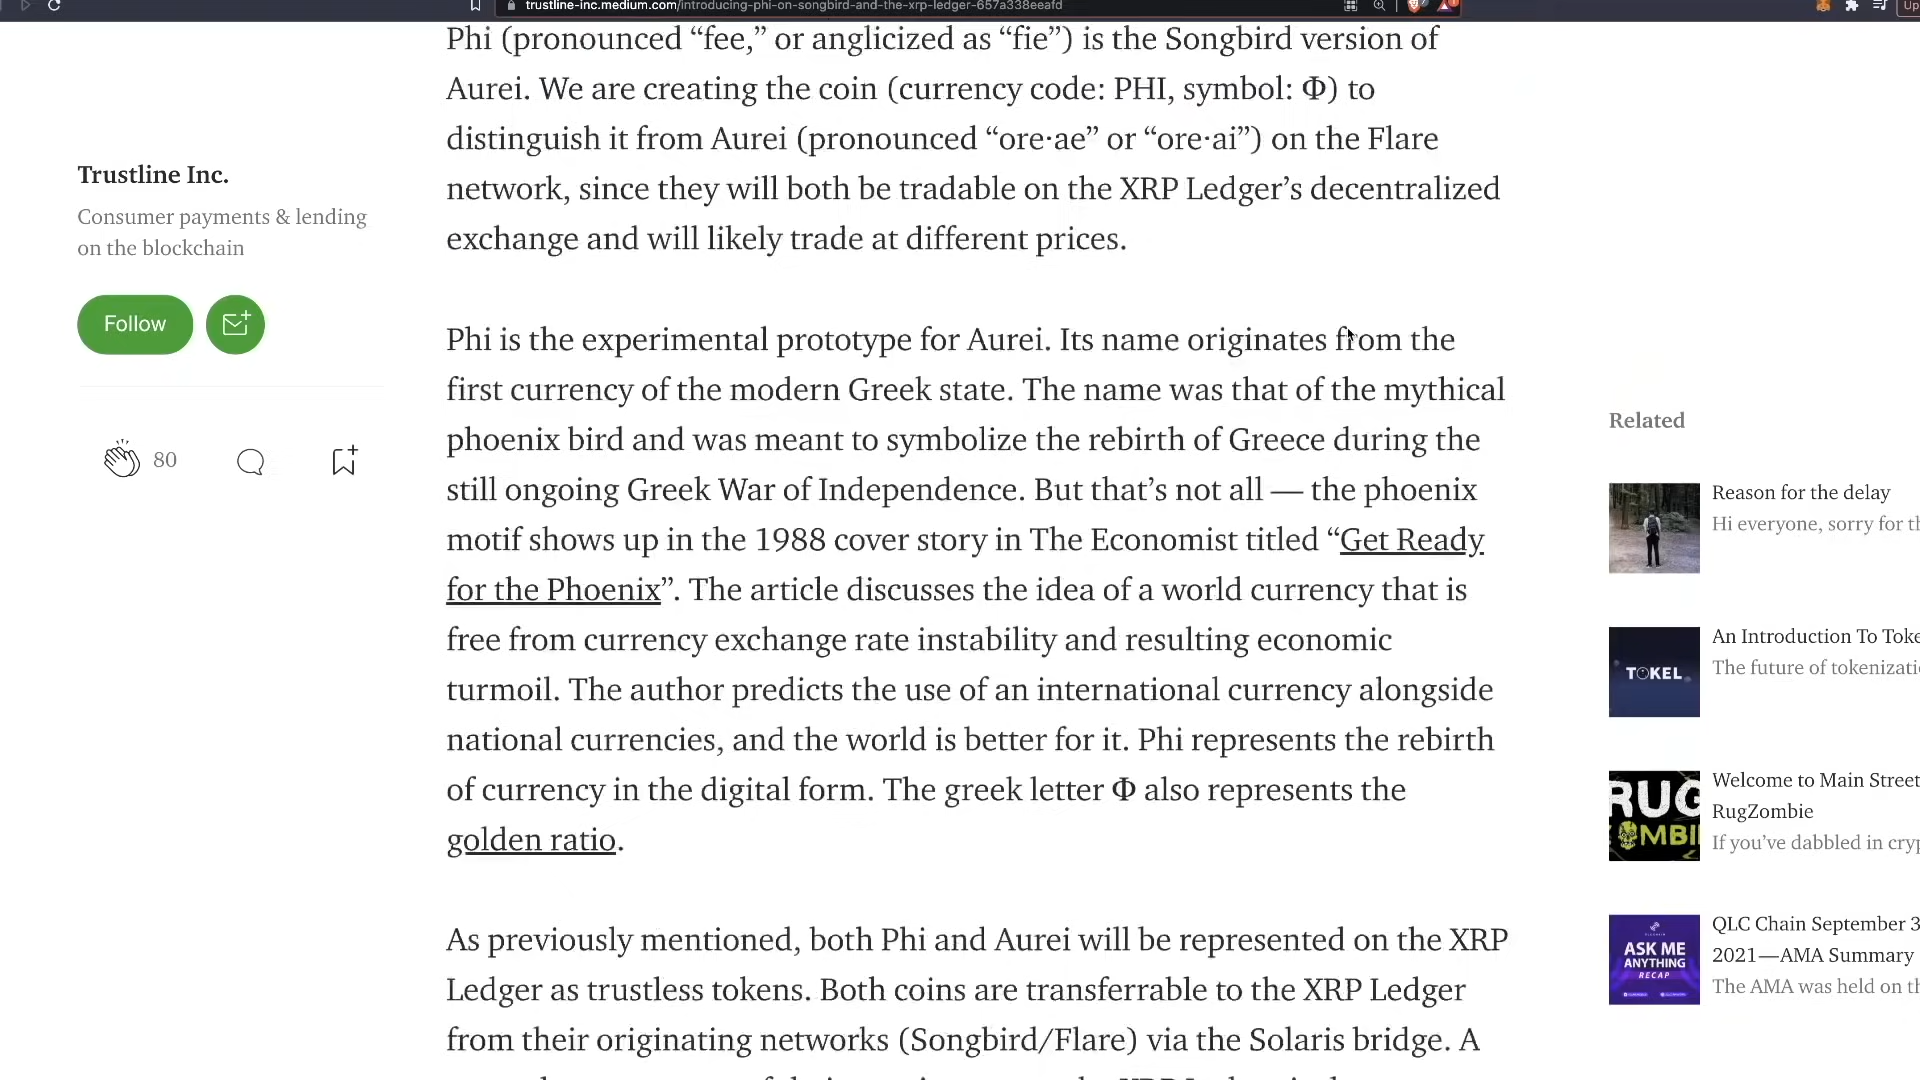 trustline-inc.medium.com/introducing-phi-on-songbird-and-the-xrp-ledger-657a338eeafd
Up
Phi (pronounced “fee,” or anglicized as “fie”) is the Songbird version of
Aurei. We are creating the coin (currency code: PHI, symbol: Φ) to
distinguish it from Aurei (pronounced “ore·ae” or “ore·ai”) on the Flare
network, since they will both be tradable on the XRP Ledger’s decentralized
exchange and will likely trade at different prices.
Trustline Inc.
Consumer payments & lending
on the blockchain
Follow
80
Phi is the experimental prototype for Aurei. Its name originates from the
first currency of the modern Greek state. The name was that of the mythical
phoenix bird and was meant to symbolize the rebirth of Greece during the
still ongoing Greek War of Independence. But that’s not all — the phoenix
motif shows up in the 1988 cover story in The Economist titled “Get Ready
for the Phoenix”. The article discusses the idea of a world currency that is
free from currency exchange rate instability and resulting economic
turmoil. The author predicts the use of an international currency alongside
national currencies, and the world is better for it. Phi represents the rebirth
of currency in the digital form. The greek letter Φ also represents the
golden ratio.
As previously mentioned, both Phi and Aurei will be represented on the XRP
Ledger as trustless tokens. Both coins are transferrable to the XRP Ledger
from their originating networks (Songbird/Flare) via the Solaris bridge. A
Related
Reason for the delay
Hi everyone, sorry for th
TOKEL
An Introduction To Toke
The future of tokenizati
RUG
ZOMBI
Welcome to Main Street
RugZombie
If you’ve dabbled in cryp
ASK ME
ANYTHING
RECAP
QLC Chain September 3
2021—AMA Summary
The AMA was held on th